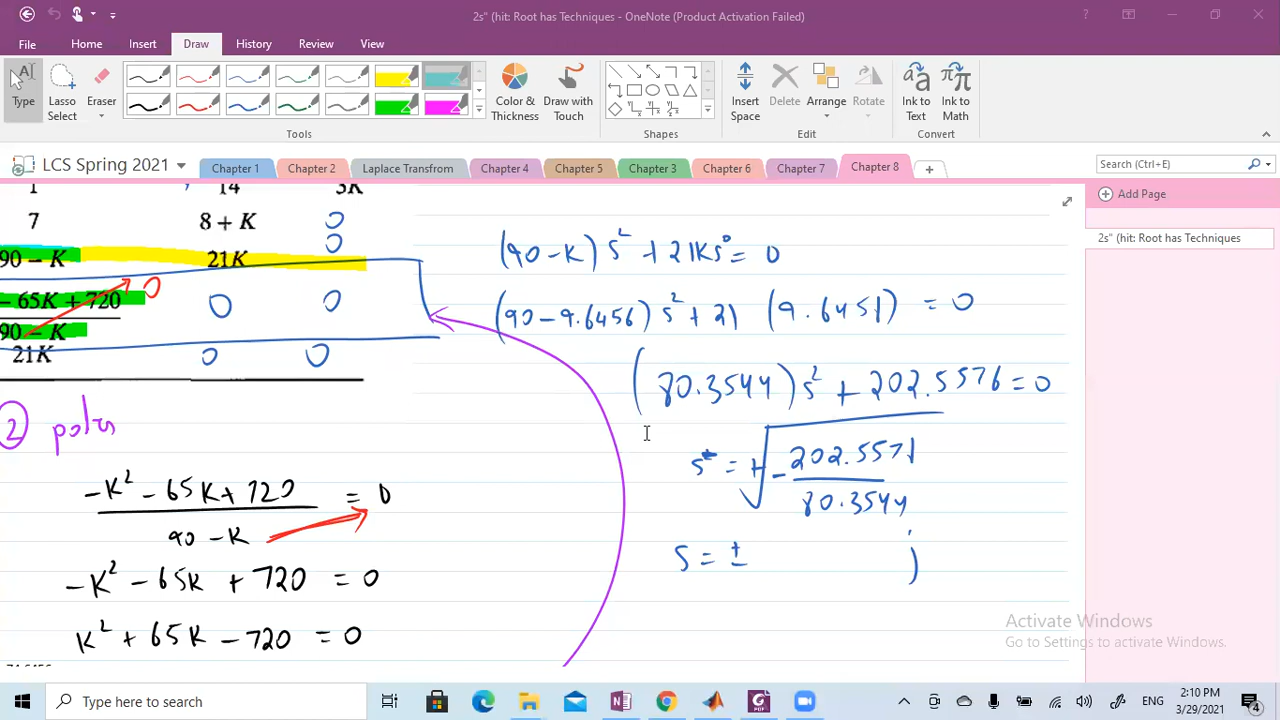 2s" (hit: Root has Techniques - OneNote (Product Activation Failed)
File Home Insert Draw History Review View
Type
Lasso Select
Eraser
Tools
Color & Thickness
Draw with Touch
Shapes
Insert Space
Delete
Arrange
Rotate
Edit
Ink to Text
Ink to Math
Convert
LCS Spring 2021
Chapter 1 Chapter 2 Laplace Transfrom Chapter 4 Chapter 5 Chapter 3 Chapter 6 Chapter 7 Chapter 8
Search (Ctrl+E)
Add Page
2s" (hit: Root has Techniques
1 14 3K
7 8 + K 0
0
90 − K 21K
− 65K + 720 0 0 0
90 − K
21K 0 0
② poles
−K² − 65K + 720 = 0
90 − K
−K² − 65K + 720 = 0
K² + 65K − 720 = 0
(90−K) s² + 21Ks⁰ = 0
(90−9.6456) s² + 21 (9.6451) = 0
(80.3544) s² + 202.5576 = 0
= + √ − 202.5571
80.3544
S = ± j
Activate Windows
Go to Settings to activate Windows.
Type here to search
ENG
2:10 PM
3/29/2021
4